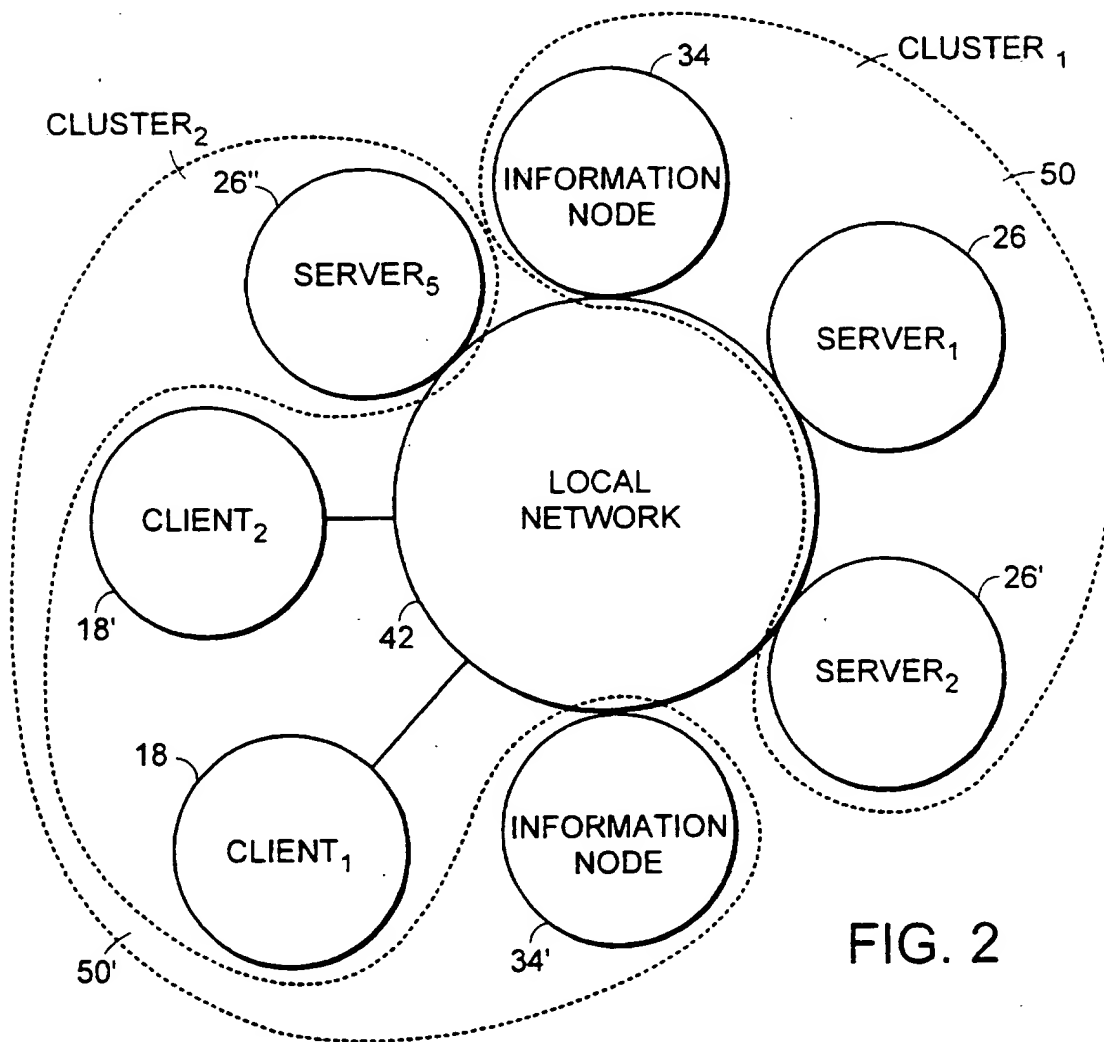 CLUSTER₁
34
CLUSTER₂
INFORMATION
NODE
50
26"
26
SERVER₅
SERVER₁
LOCAL
NETWORK
CLIENT₂
26'
18'
42
SERVER₂
18
INFORMATION
NODE
CLIENT₁
50'
34'
FIG. 2